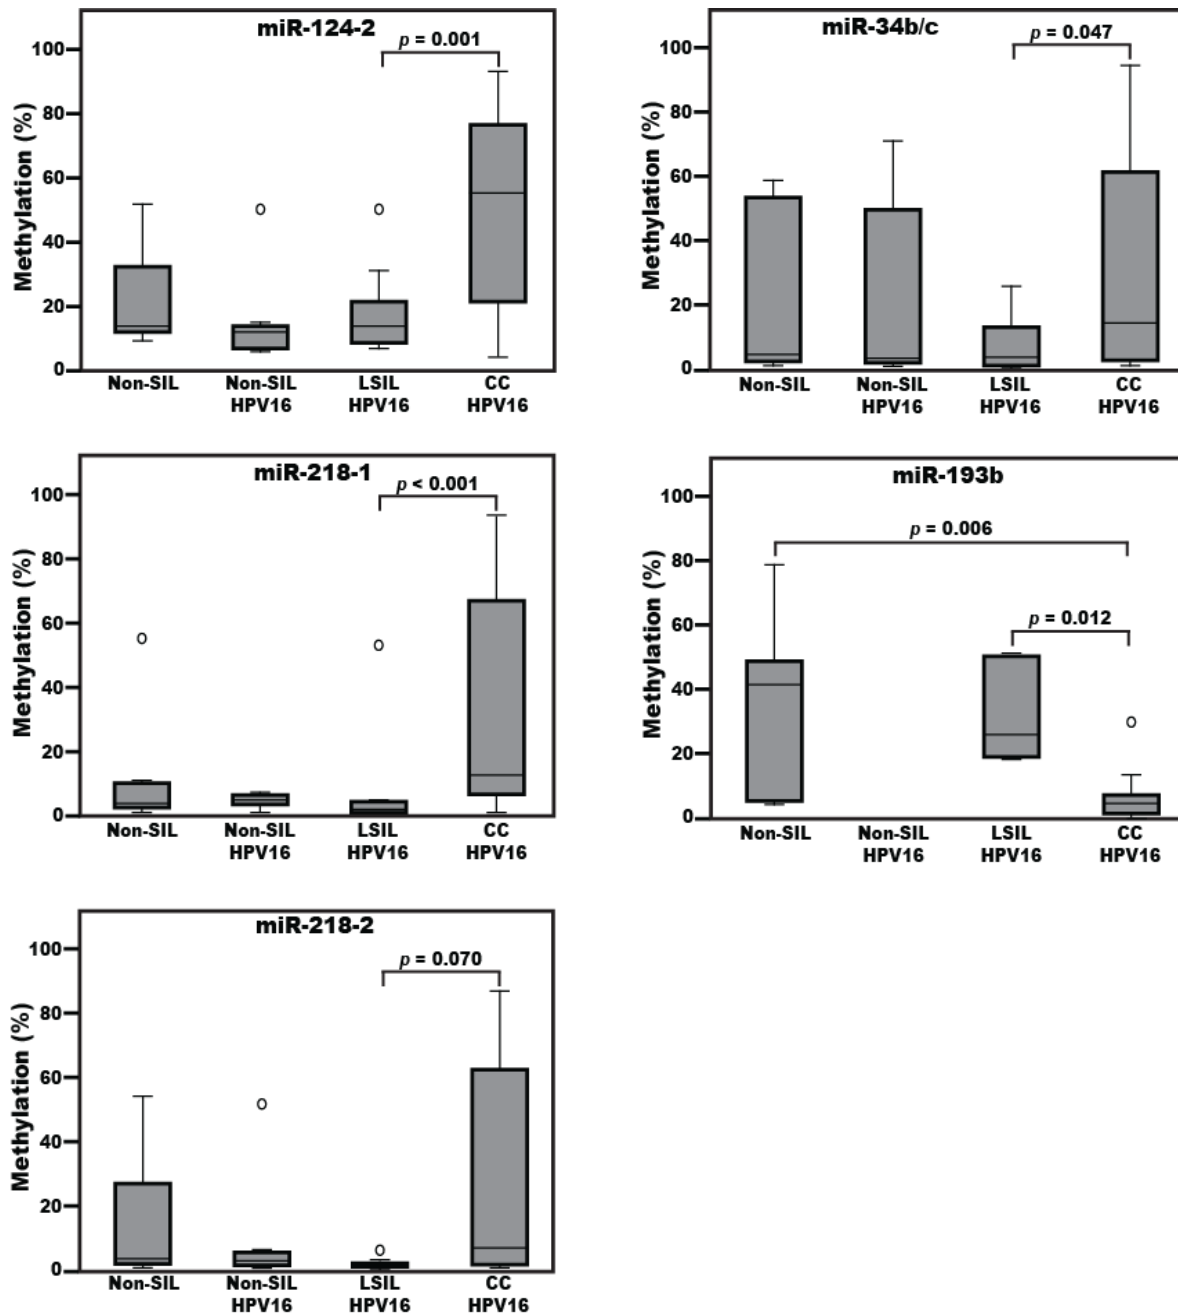 miR-124-2
p = 0.001
Methylation (%)
100
80
60
40
20
0
Non-SIL
Non-SIL HPV16
LSIL HPV16
CC HPV16
miR-34b/c
p = 0.047
Methylation (%)
100
80
60
40
20
0
Non-SIL
Non-SIL HPV16
LSIL HPV16
CC HPV16
miR-218-1
p < 0.001
Methylation (%)
100
80
60
40
20
0
Non-SIL
Non-SIL HPV16
LSIL HPV16
CC HPV16
miR-193b
p = 0.006
p = 0.012
Methylation (%)
100
80
60
40
20
0
Non-SIL
Non-SIL HPV16
LSIL HPV16
CC HPV16
miR-218-2
p = 0.070
Methylation (%)
100
80
60
40
20
0
Non-SIL
Non-SIL HPV16
LSIL HPV16
CC HPV16